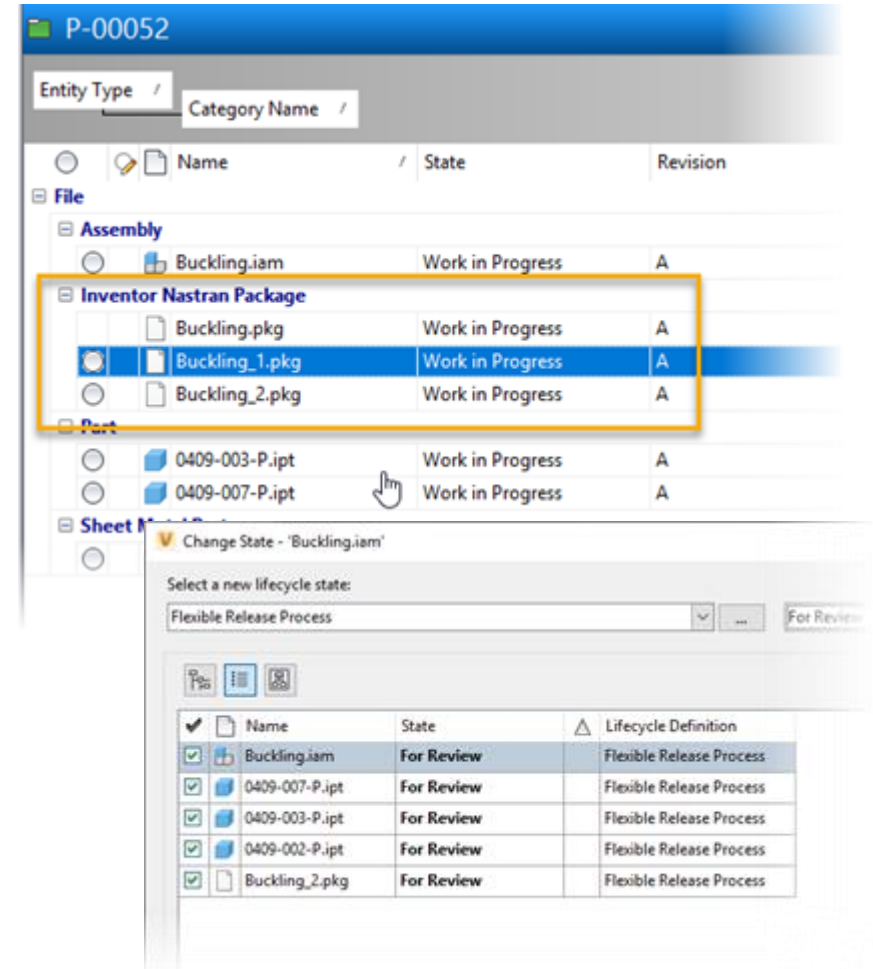 P-00052
Entity Type /
Category Name /
Name / State Revision
File
Assembly
Buckling.iam Work in Progress A
Inventor Nastran Package
Buckling.pkg Work in Progress A
Buckling_1.pkg Work in Progress A
Buckling_2.pkg Work in Progress A
Part
0409-003-P.ipt Work in Progress A
0409-007-P.ipt Work in Progress A
Sheet
Change State - 'Buckling.iam'
Select a new lifecycle state:
Flexible Release Process ... For Review
Name State Lifecycle Definition
Buckling.iam For Review Flexible Release Process
0409-007-P.ipt For Review Flexible Release Process
0409-003-P.ipt For Review Flexible Release Process
0409-002-P.ipt For Review Flexible Release Process
Buckling_2.pkg For Review Flexible Release Process